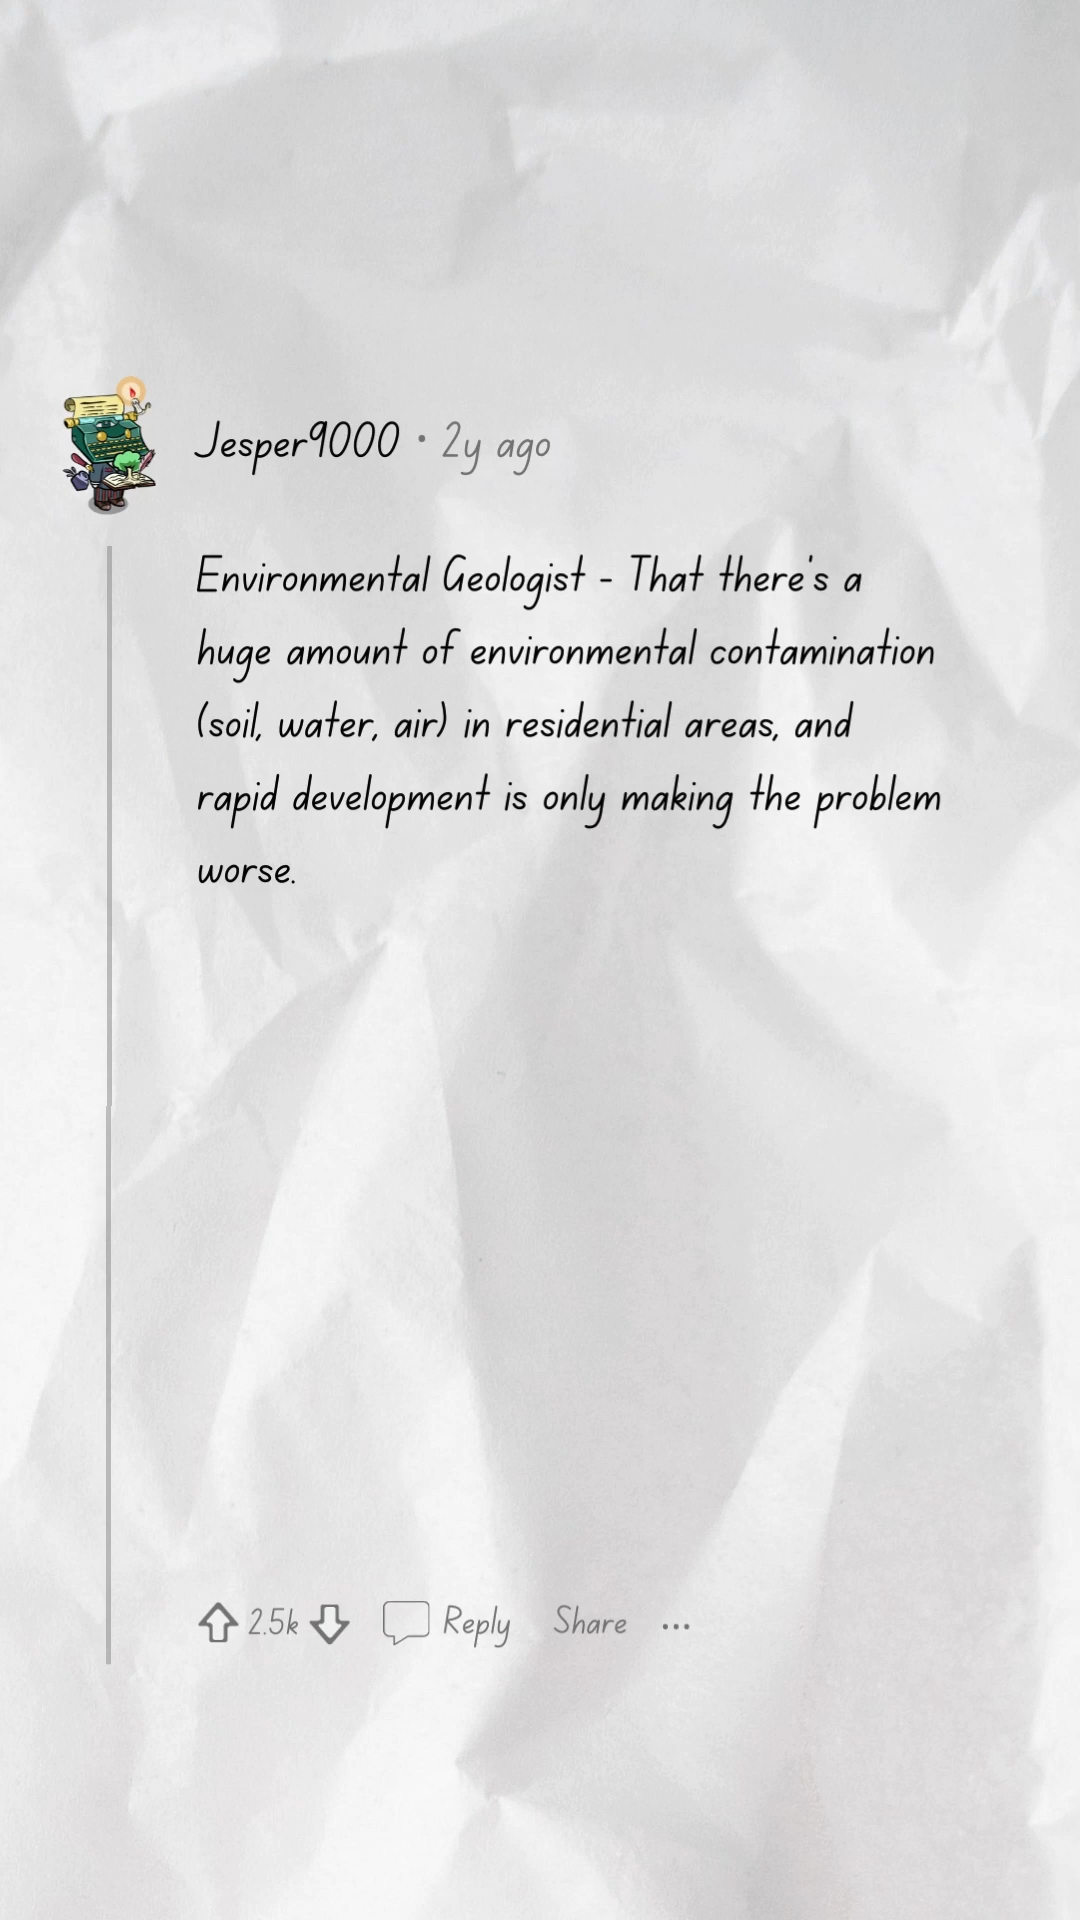 Jesper9000 · 2y ago
Environmental Geologist - That there's a
huge amount of environmental contamination
(soil, water, air) in residential areas, and
rapid development is only making the problem
worse.
2.5k Reply Share ...